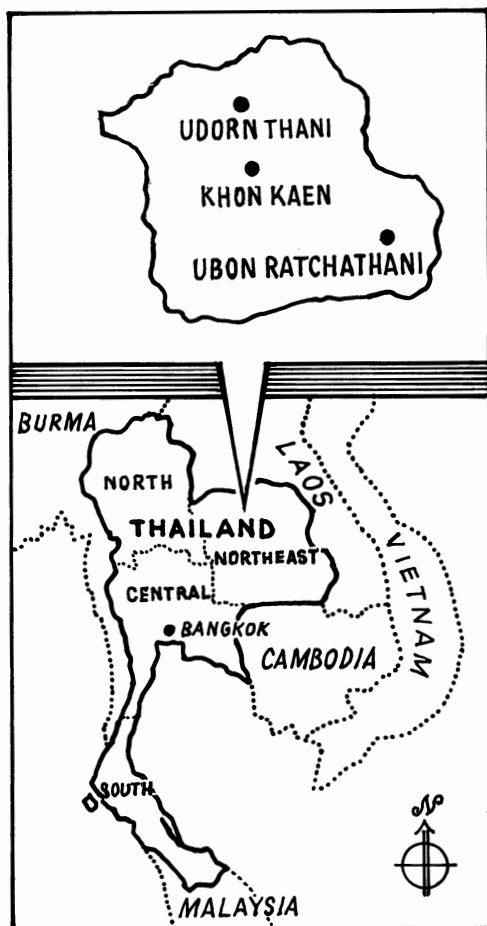 UDORN THANI
KHON KAEN
UBON RATCHATHANI
BURMA
LAOS
NORTH
THAILAND
NORTHEAST
VIETNAM
CENTRAL
BANGKOK
CAMBODIA
SOUTH
N
MALAYSIA